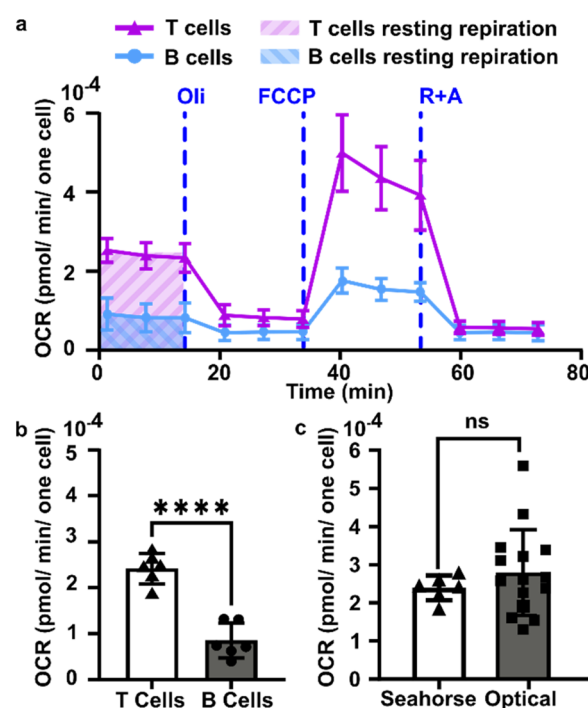 a
T cells T cells resting repiration
B cells B cells resting repiration
10-4
Oli FCCP R+A
OCR (pmol/ min/ one cell)
6
4
2
0
0 20 40 60 80
Time (min)
b
10-4
OCR (pmol/ min/ one cell)
5
4
3
2
1
0
****
T Cells B Cells
c
10-4
OCR (pmol/ min/ one cell)
ns
6
5
4
3
2
1
0
Seahorse Optical